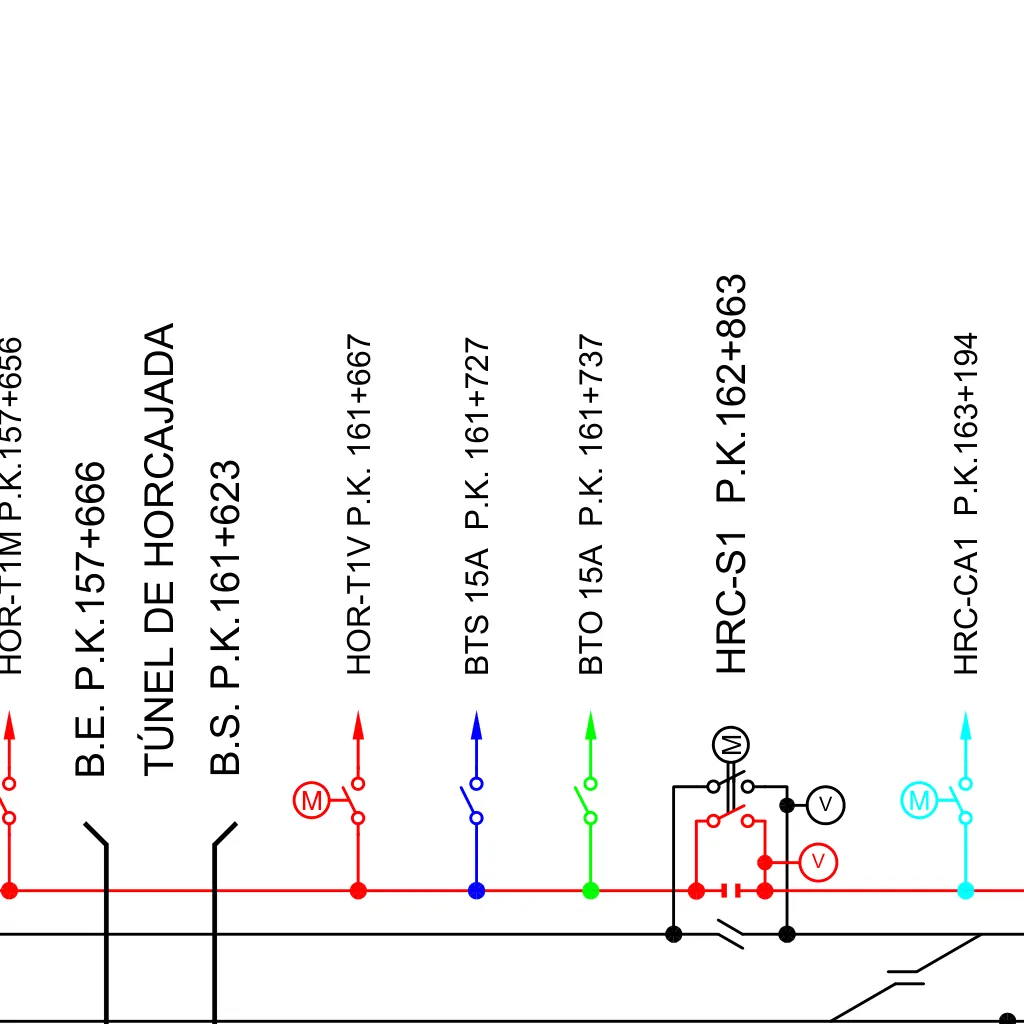 HOR-T1M P.K.157+656
B.E. P.K.157+666
TÚNEL DE HORCAJADA
B.S. P.K.161+623
HOR-T1V P.K. 161+667
BTS 15A P.K. 161+727
BTO 15A P.K. 161+737
HRC-S1 P.K.162+863
HRC-CA1 P.K.163+194
M
M
M
V
V